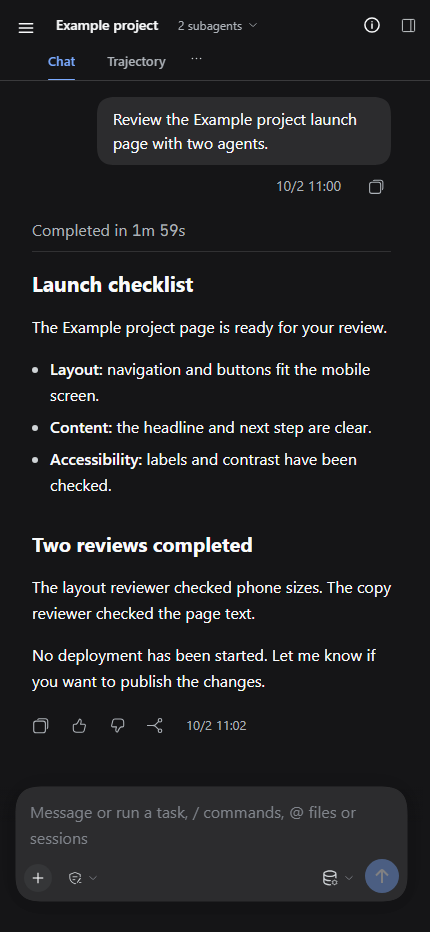 Example project 2 subagents
Chat Trajectory ...
Review the Example project launch
page with two agents.
10/2 11:00
Completed in 1m 59s
Launch checklist
The Example project page is ready for your review.
• Layout: navigation and buttons fit the mobile
screen.
• Content: the headline and next step are clear.
• Accessibility: labels and contrast have been
checked.
Two reviews completed
The layout reviewer checked phone sizes. The copy
reviewer checked the page text.
No deployment has been started. Let me know if
you want to publish the changes.
10/2 11:02
Message or run a task, / commands, @ files or
sessions